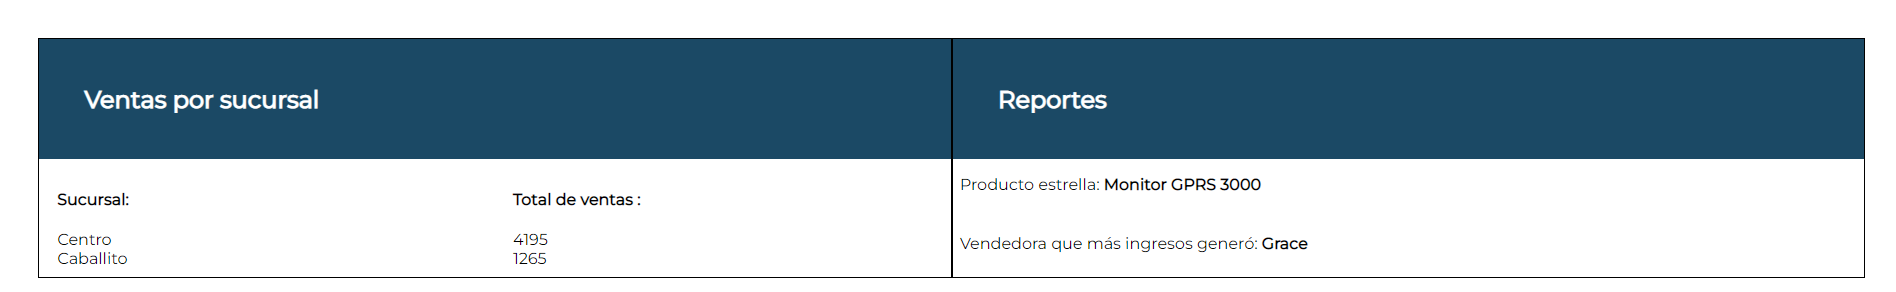 Ventas por sucursal
Sucursal: Total de ventas :
Centro 4195
Caballito 1265
Reportes
Producto estrella: Monitor GPRS 3000
Vendedora que más ingresos generó: Grace